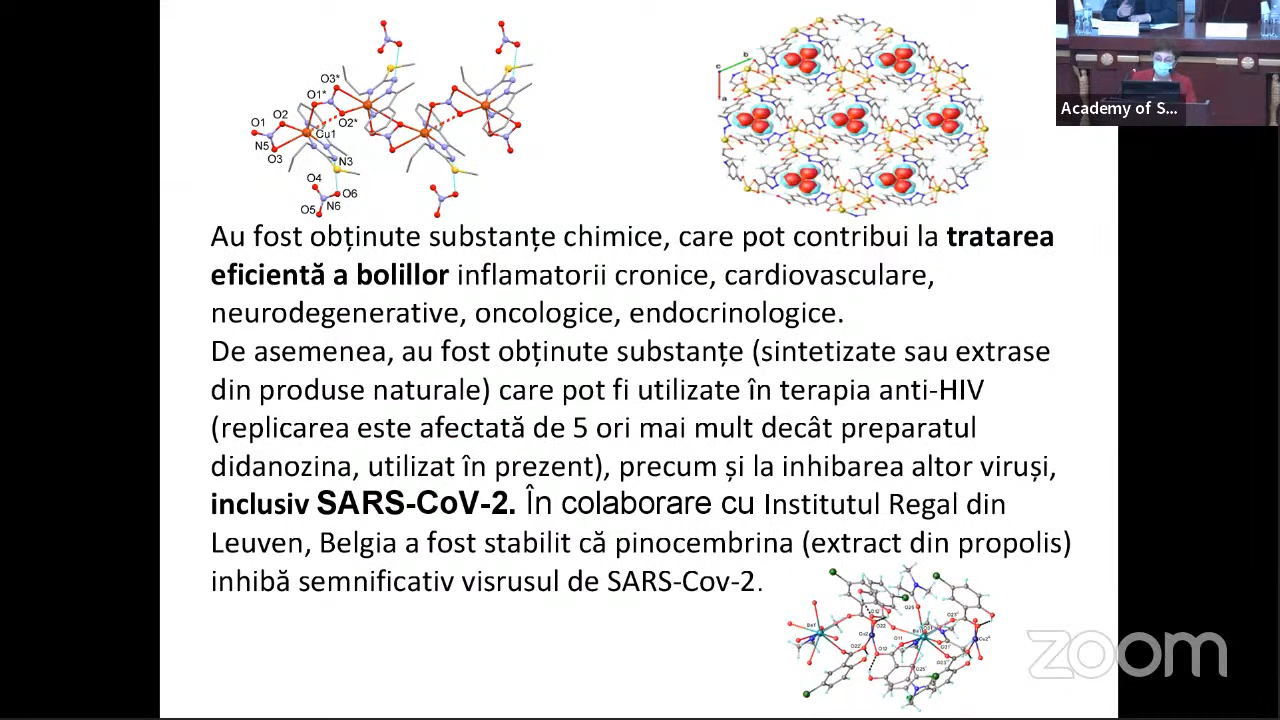 Academy of S...
O3*
O1*
O2
O1
O2*
Cu1
N5
O3
N3
O4
O6
O5
N6
b
c
a
Au fost obținute substanțe chimice, care pot contribui la tratarea
eficientă a bolillor inflamatorii cronice, cardiovasculare,
neurodegenerative, oncologice, endocrinologice.
De asemenea, au fost obținute substanțe (sintetizate sau extrase
din produse naturale) care pot fi utilizate în terapia anti-HIV
(replicarea este afectată de 5 ori mai mult decât preparatul
didanozina, utilizat în prezent), precum și la inhibarea altor viruși,
inclusiv SARS-CoV-2. În colaborare cu Institutul Regal din
Leuven, Belgia a fost stabilit că pinocembrina (extract din propolis)
inhibă semnificativ visrusul de SARS-Cov-2.
O22
O11
O12
zoom